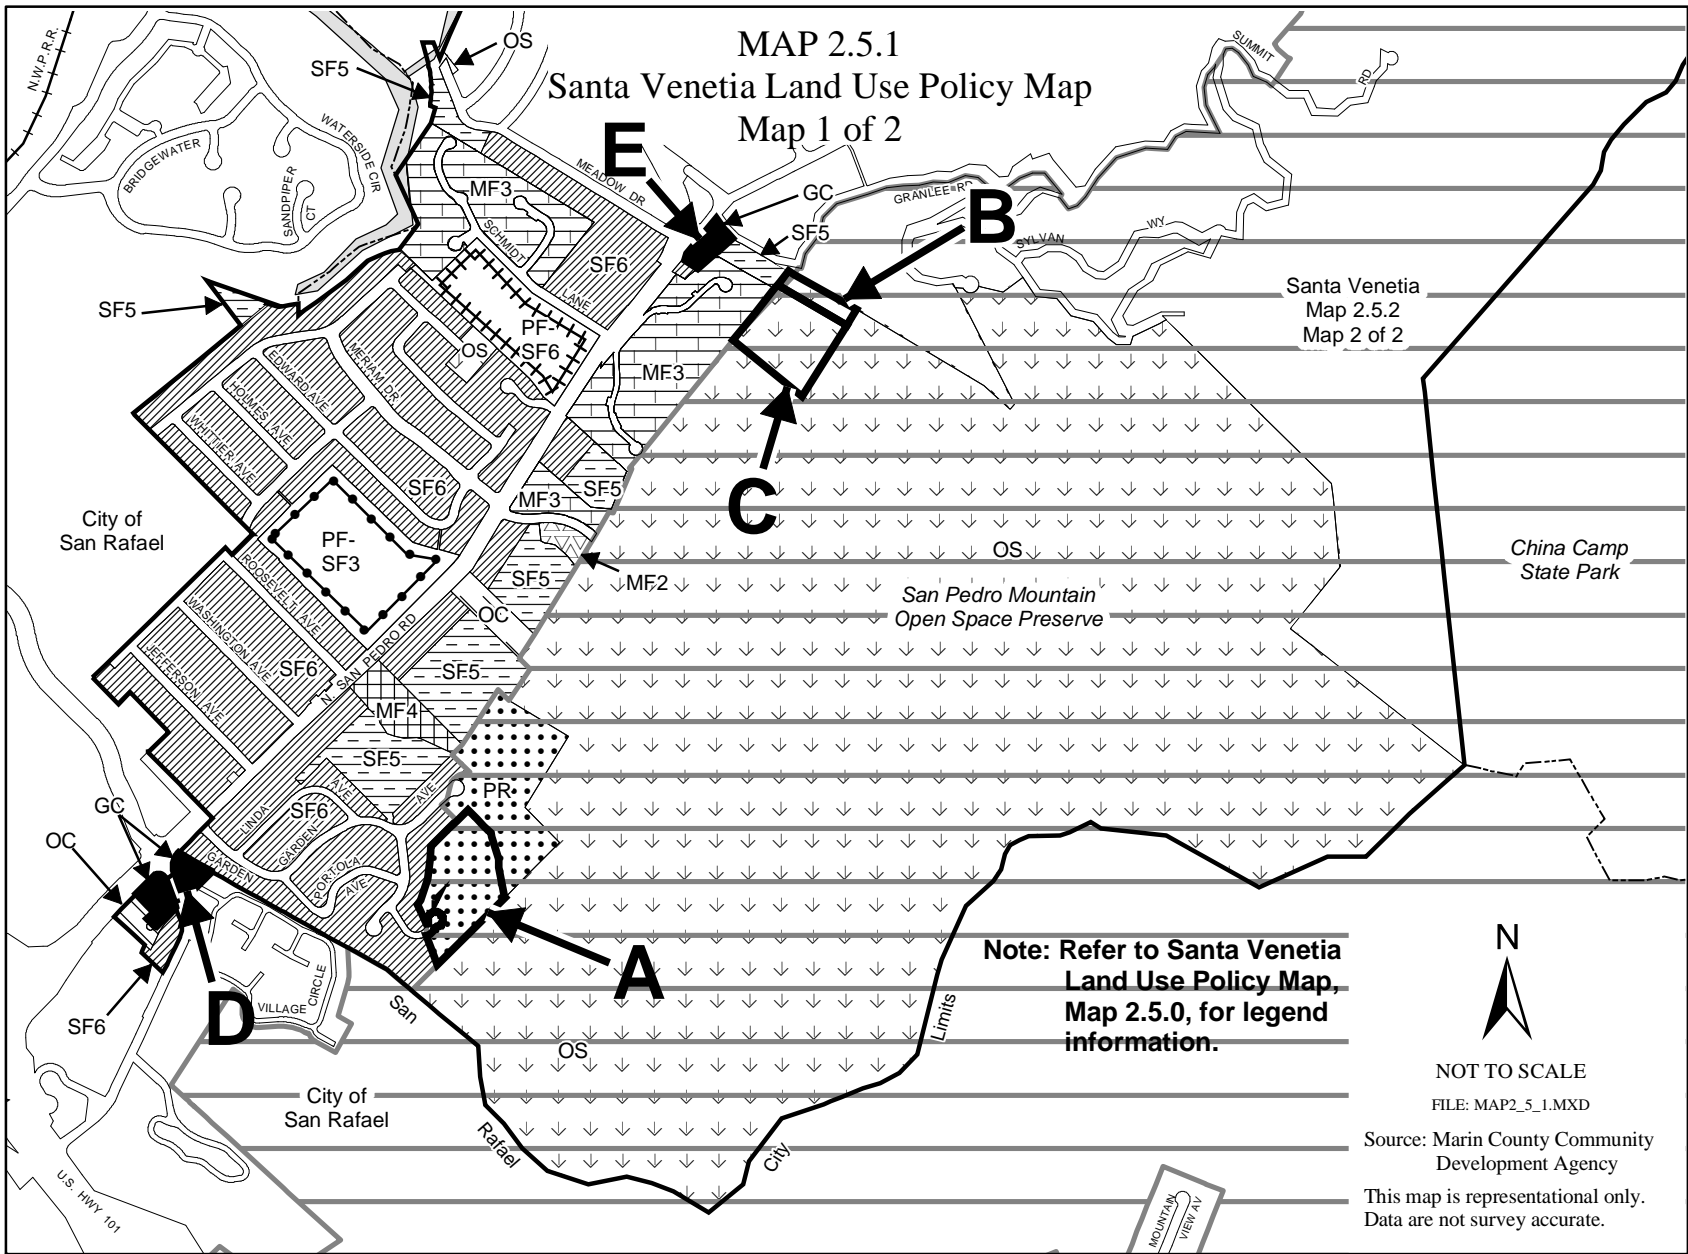 MAP 2.5.1
Santa Venetia Land Use Policy Map
Map 1 of 2
N.W.P.R.R.
OS
SF5
SUMMIT
RD
WATERSIDE CIR
BRIDGEWATER
SANDPIPER
CT
E
MEADOW DR
MF3
SCHMIDT
LANE
SF6
GC
GRANLEE RD
B
SF5
SYLVAN
WY
SF5
PF-
SF6
OS
MF3
Santa Venetia
Map 2.5.2
Map 2 of 2
MERIAM DR
EDWARD AVE
HOLMES AVE
WHITTIER AVE
C
SF6
SF5
MF3
City of
San Rafael
PF-
SF3
OS
China Camp
State Park
SF5
MF2
San Pedro Mountain
Open Space Preserve
OC
ROOSEVELT AVE
WASHINGTON AVE
JEFFERSON AVE
N. SAN PEDRO RD
SF6
SF5
MF4
SF5
PR
AVE
AVE
GC
OC
LINDA
SF6
GARDEN
GARDEN
PORTOLA
AVE
A
D
Note: Refer to Santa Venetia
Land Use Policy Map,
Map 2.5.0, for legend
information.
N
VILLAGE
CIRCLE
SF6
San
Rafael
City
Limits
OS
City of
San Rafael
NOT TO SCALE
FILE: MAP2_5_1.MXD
Source: Marin County Community
Development Agency
This map is representational only.
Data are not survey accurate.
U.S. HWY 101
MOUNTAIN
VIEW AV